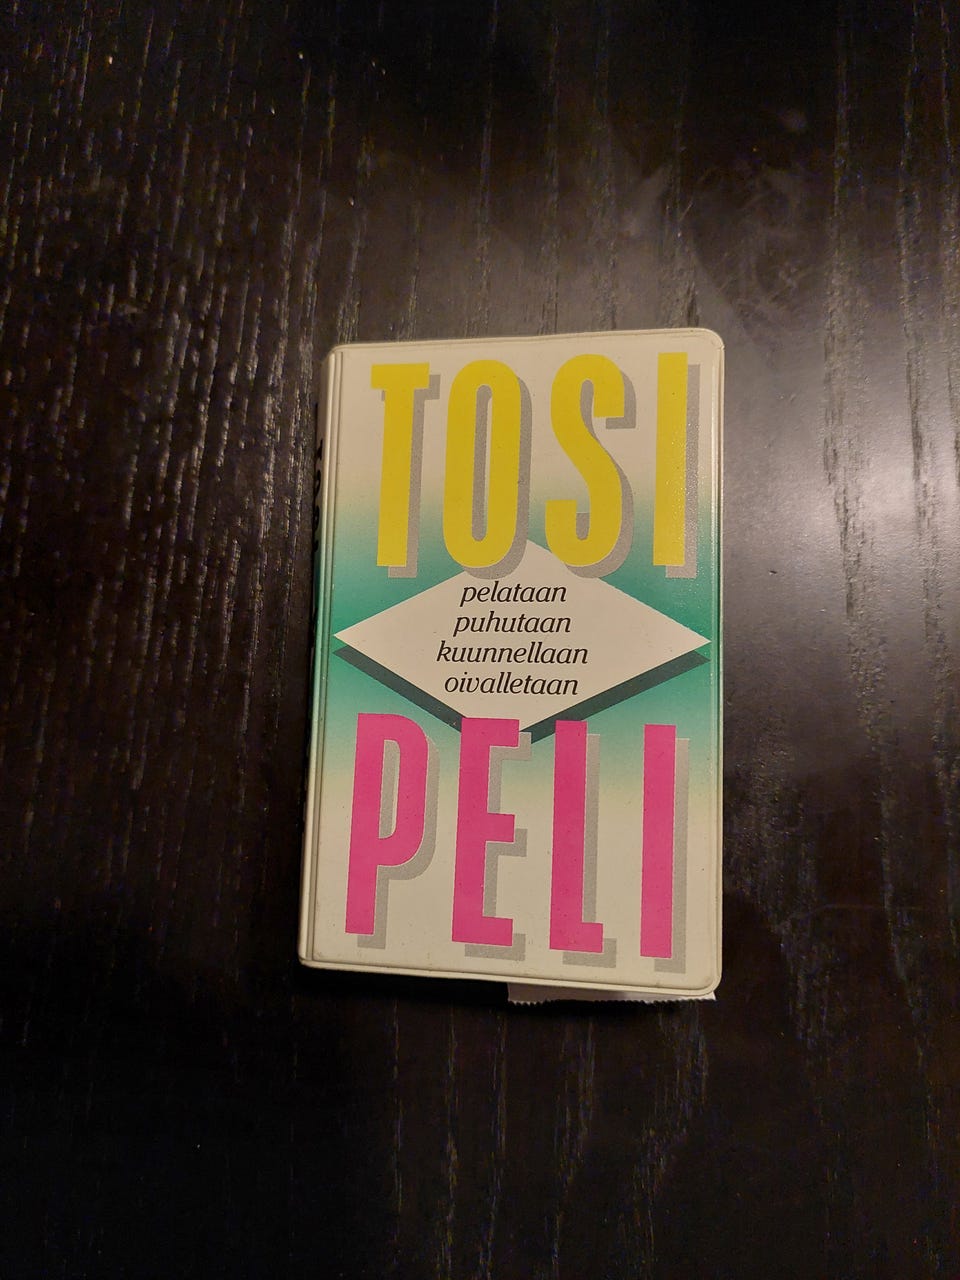 TOSI
pelataan
puhutaan
kuunnellaan
oivalletaan
PELI